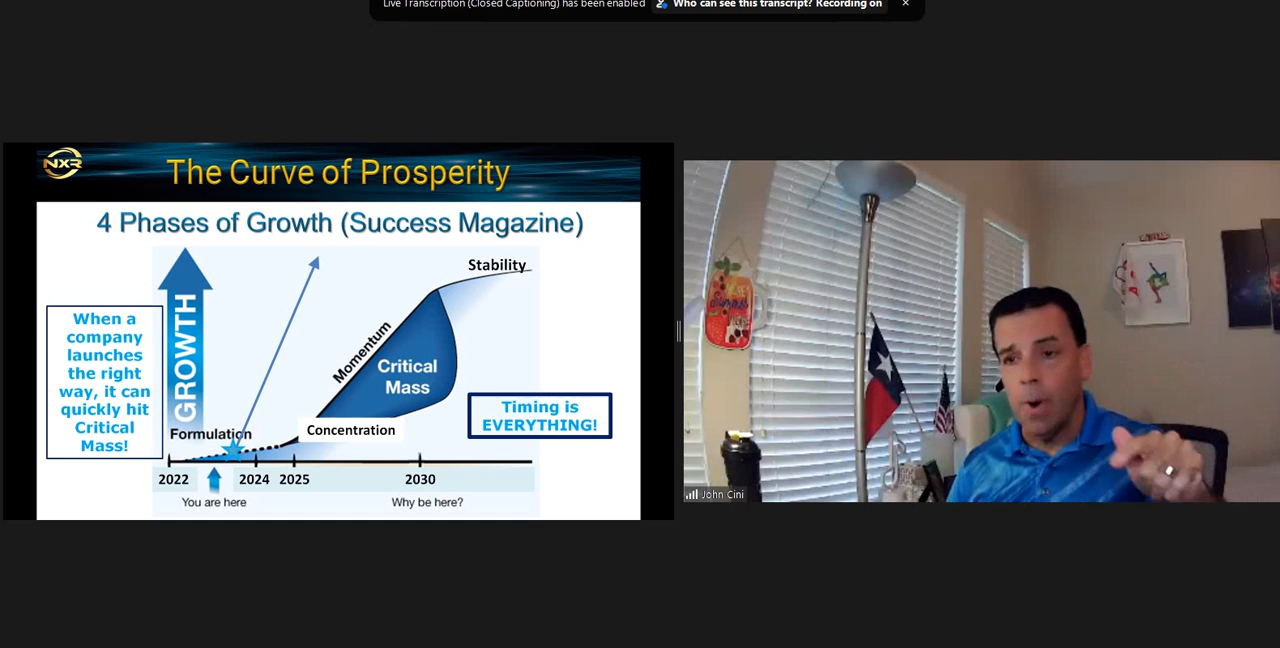 Live Transcription (Closed Captioning) has been enabled Who can see this transcript? Recording on
NXR
The Curve of Prosperity
4 Phases of Growth (Success Magazine)
When a
company
launches
the right
way, it can
quickly hit
Critical
Mass!
GROWTH
Stability
Momentum
Critical
Mass
Timing is
EVERYTHING!
Formulation
Concentration
2022 2024 2025 2030
You are here Why be here?
John Cini